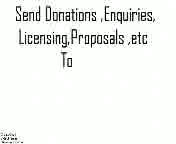 Send Donations ,Enquiries,
Licensing,Proposals ,etc
To